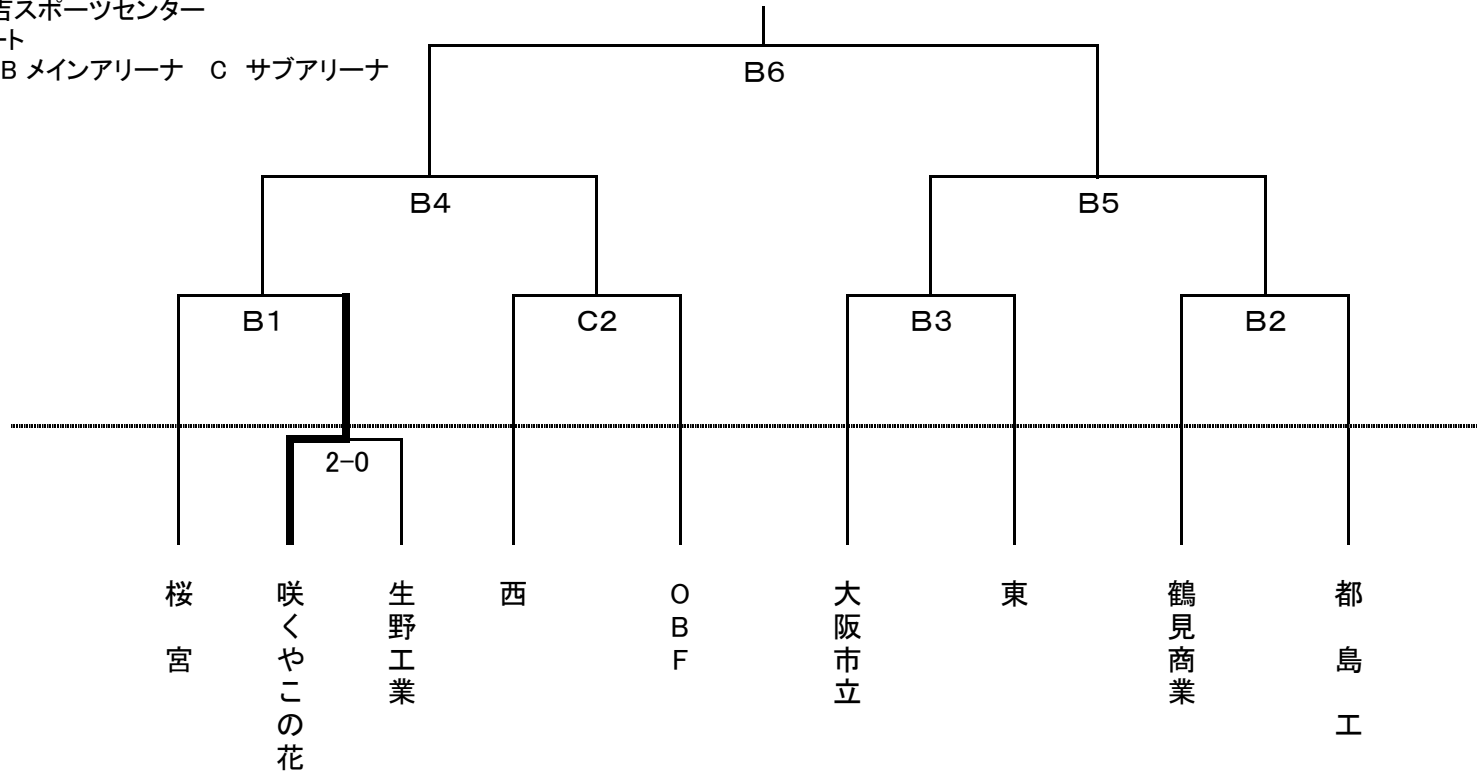 吉スポーツセンター
ート
B メインアリーナ　C　サブアリーナ
B6
B4
B5
B1
C2
B3
B2
2-0
桜宮
咲くやこの花
生野工業
西
OBF
大阪市立
東
鶴見商業
都島工